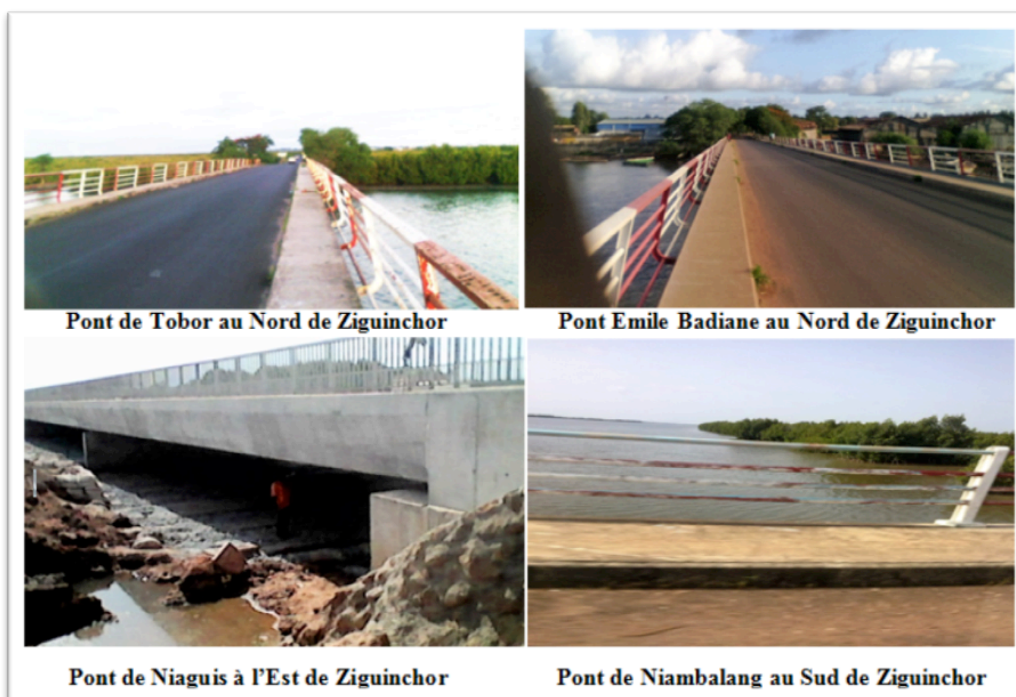 Pont de Tobor au Nord de Ziguinchor
Pont Emile Badiane au Nord de Ziguinchor
Pont de Niaguis à l'Est de Ziguinchor
Pont de Niambalang au Sud de Ziguinchor